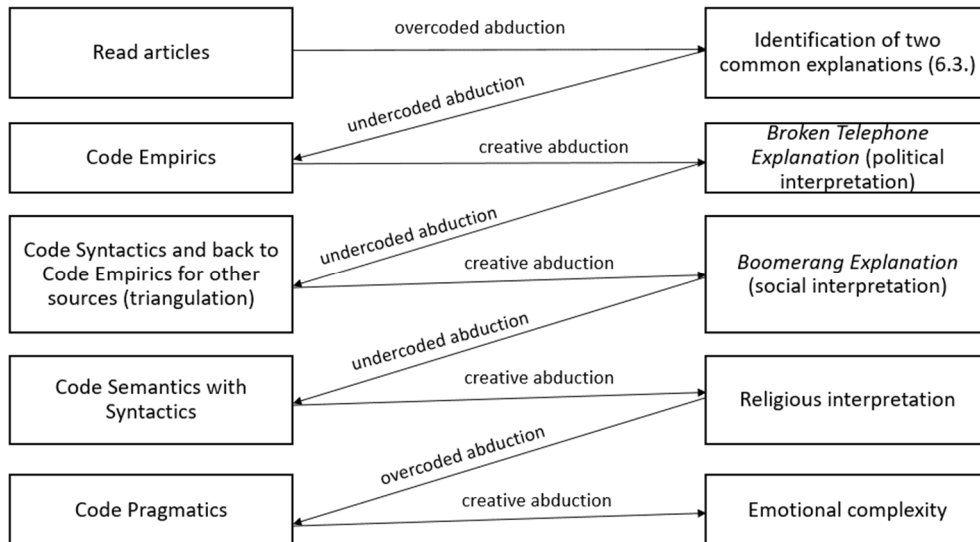 Read articles
overcoded abduction
Identification of two
common explanations (6.3.)
undercoded abduction
Code Empirics
creative abduction
Broken Telephone
Explanation (political
interpretation)
undercoded abduction
Code Syntactics and back to
Code Empirics for other
sources (triangulation)
creative abduction
Boomerang Explanation
(social interpretation)
undercoded abduction
Code Semantics with
Syntactics
creative abduction
Religious interpretation
overcoded abduction
Code Pragmatics
creative abduction
Emotional complexity